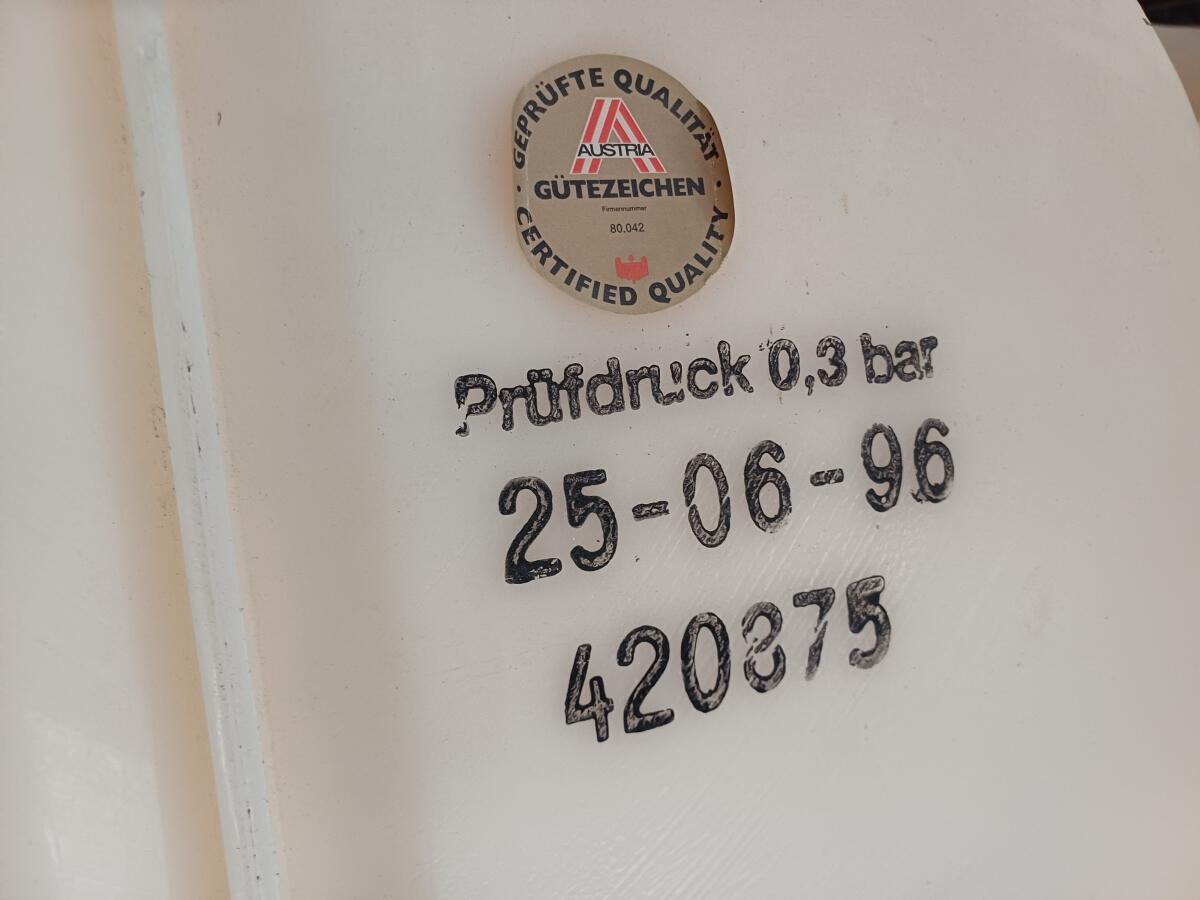 GEPRÜFTE QUALITÄT
AUSTRIA
GÜTEZEICHEN
Firmennummer
80.042
CERTIFIED QUALITY
Prüfdruck 0,3 bar
25-06-96
420875